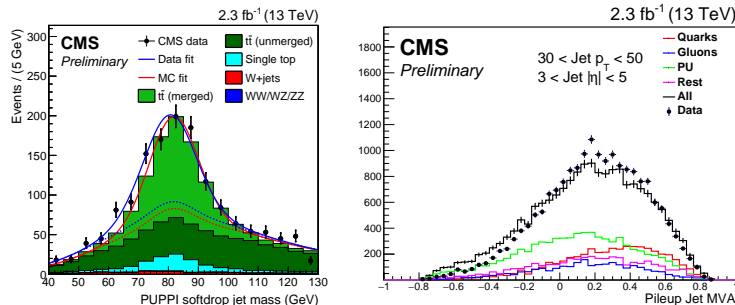 2.3 fb⁻¹ (13 TeV)
CMS
Preliminary
CMS data
Data fit
MC fit
tt̄ (merged)
tt̄ (unmerged)
Single top
W+jets
WW/WZ/ZZ
Events / (5 GeV)
300
250
200
150
100
50
0
40 50 60 70 80 90 100 110 120 130
PUPPI softdrop jet mass (GeV)
2.3 fb⁻¹ (13 TeV)
CMS
Preliminary
30 < Jet p_T < 50
3 < Jet |η| < 5
Quarks
Gluons
PU
Rest
All
Data
1800
1600
1400
1200
1000
800
600
400
200
-1 -0.8 -0.6 -0.4 -0.2 0 0.2 0.4 0.6 0.8 1
Pileup Jet MVA